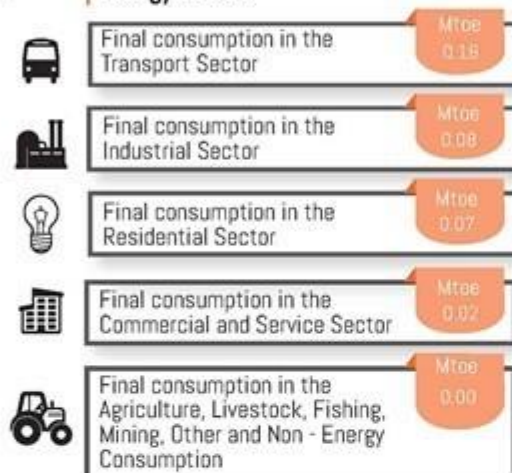 Final consumption in the
Transport Sector
Mtoe
0.16
Final consumption in the
Industrial Sector
Mtoe
0.08
Final consumption in the
Residential Sector
Mtoe
0.07
Final consumption in the
Commercial and Service Sector
Mtoe
0.02
Final consumption in the
Agriculture, Livestock, Fishing,
Mining, Other and Non - Energy
Consumption
Mtoe
0.00